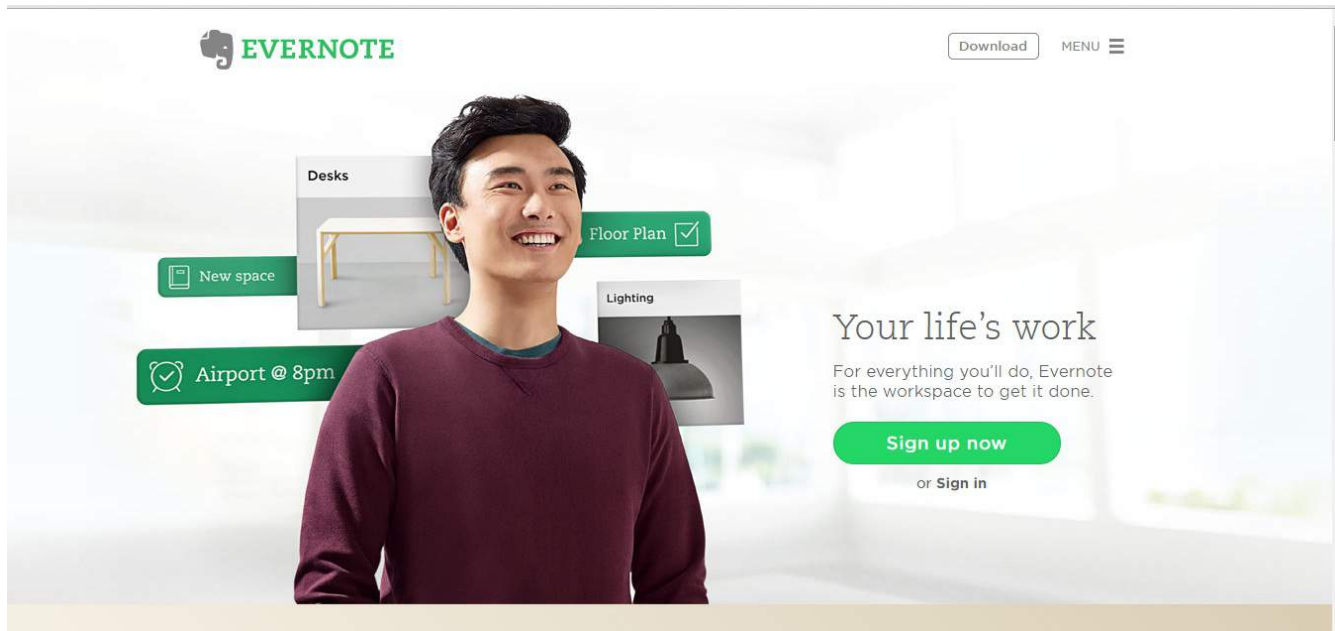 EVERNOTE
Download
MENU
Desks
Floor Plan
New space
Lighting
Airport @ 8pm
Your life’s work
For everything you’ll do, Evernote
is the workspace to get it done.
Sign up now
or Sign in